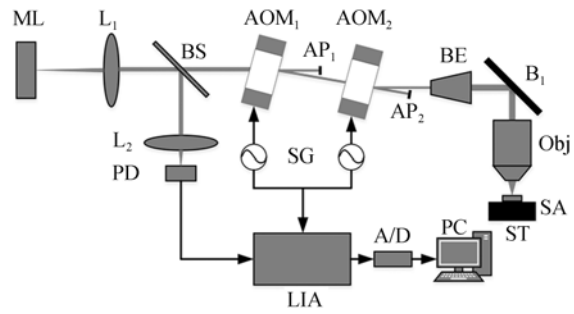 ML
L₁
BS
AOM₁
AP₁
AOM₂
BE
B₁
AP₂
L₂
SG
Obj
PD
SA
ST
A/D
PC
LIA